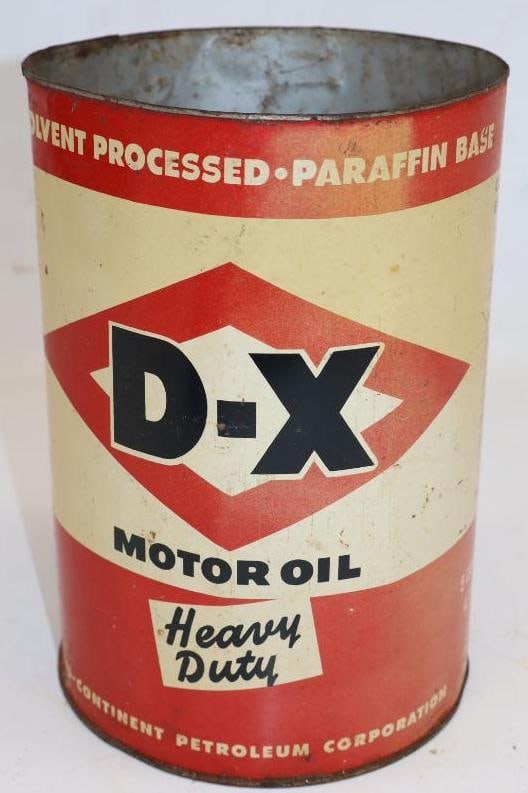 OLVENT PROCESSED • PARAFFIN BASE
D-X
MOTOR OIL
Heavy
Duty
-CONTINENT PETROLEUM CORPORATION